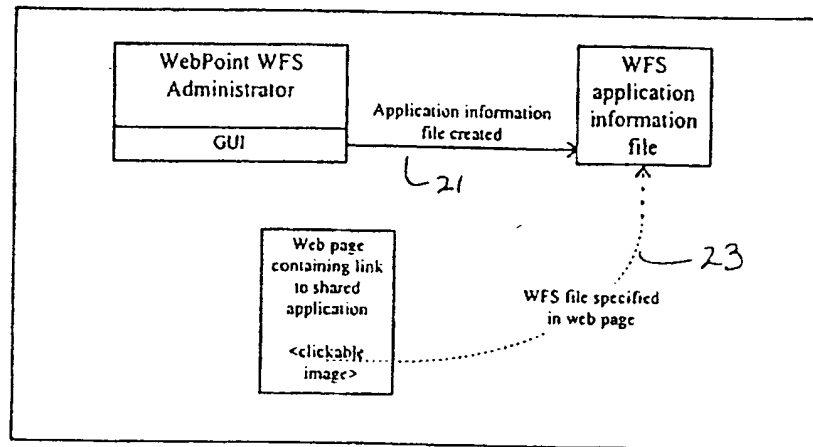 WebPoint WFS
Administrator
GUI
Application information
file created
21
WFS
application
information
file
Web page
containing link
to shared
application
<clickable
image>
23
WFS file specified
in web page